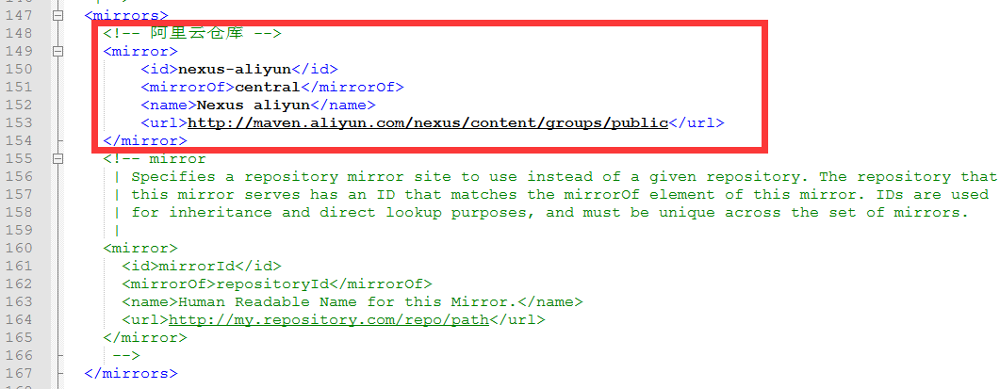 147 <mirrors>
148 <!-- 阿里云仓库 -->
149 <mirror>
150 <id>nexus-aliyun</id>
151 <mirrorOf>central</mirrorOf>
152 <name>Nexus aliyun</name>
153 <url>http://maven.aliyun.com/nexus/content/groups/public</url>
154 </mirror>
155 <!-- mirror
156 | Specifies a repository mirror site to use instead of a given repository. The repository that
157 | this mirror serves has an ID that matches the mirrorOf element of this mirror. IDs are used
158 | for inheritance and direct lookup purposes, and must be unique across the set of mirrors.
159 |
160 <mirror>
161 <id>mirrorId</id>
162 <mirrorOf>repositoryId</mirrorOf>
163 <name>Human Readable Name for this Mirror.</name>
164 <url>http://my.repository.com/repo/path</url>
165 </mirror>
166 -->
167 </mirrors>